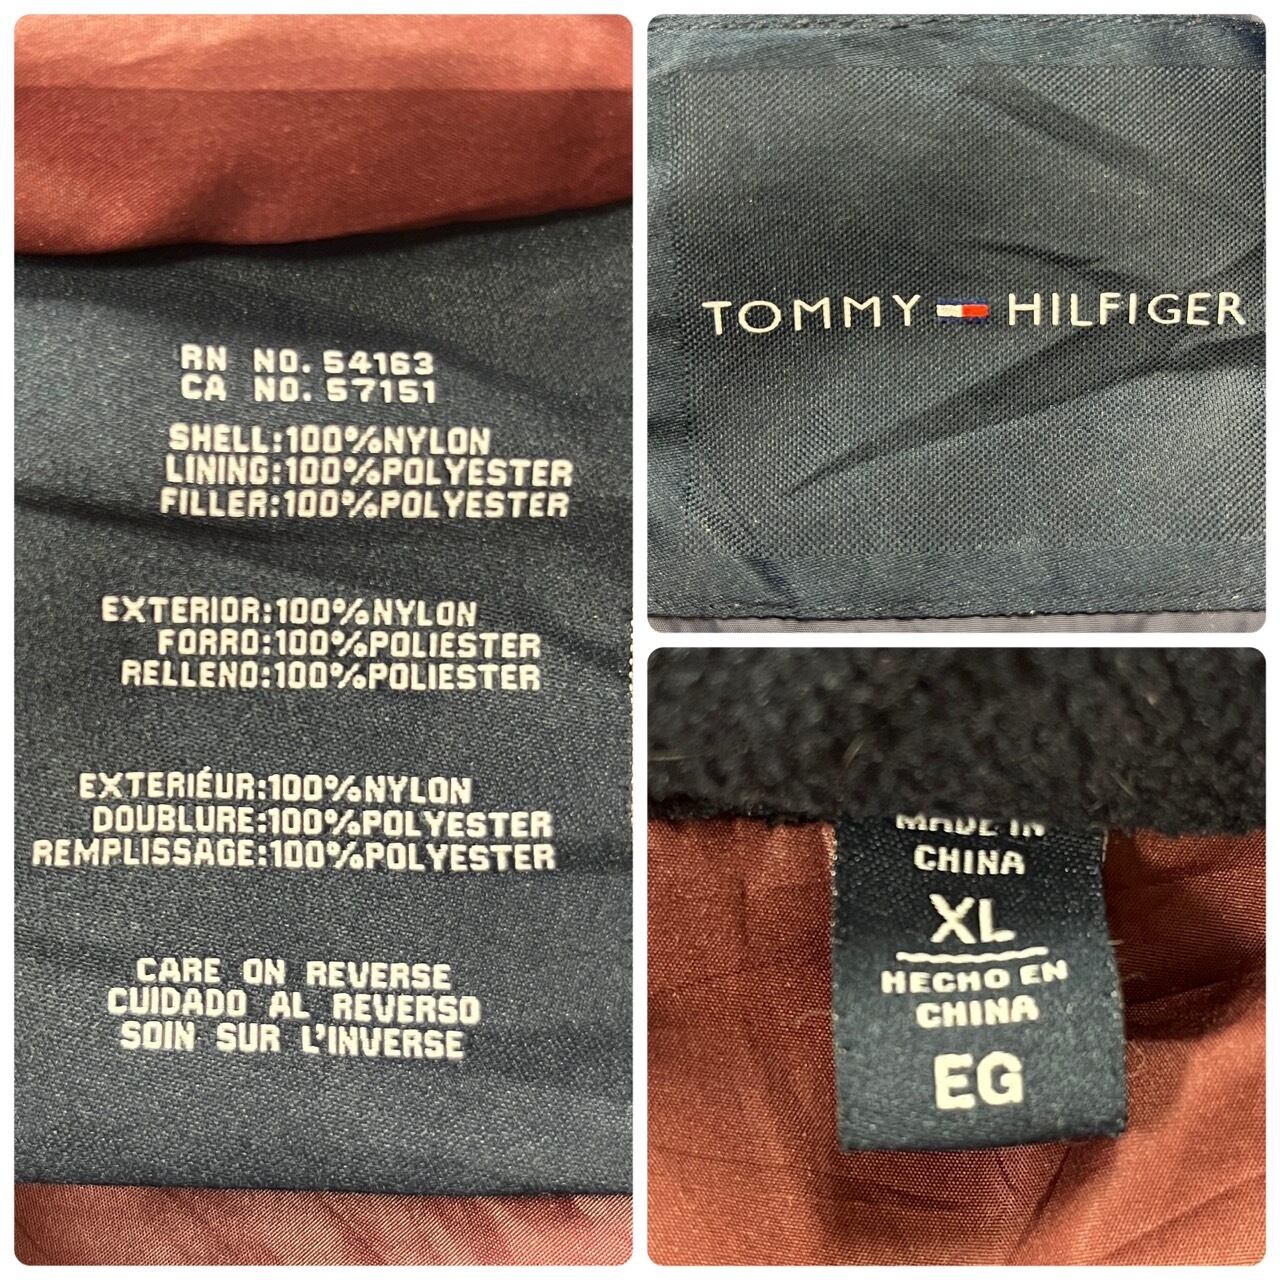 RN NO. 54163
CA NO. 57151
SHELL:100%NYLON
LINING:100%POLYESTER
FILLER:100%POLYESTER
EXTERIOR:100%NYLON
FORRO:100%POLIESTER
RELLENO:100%POLIESTER
EXTERIÉUR:100%NYLON
DOUBLURE:100%POLYESTER
REMPLISSAGE:100%POLYESTER
CARE ON REVERSE
CUIDADO AL REVERSO
SOIN SUR L'INVERSE
TOMMY HILFIGER
MADE IN
CHINA
XL
HECHO EN
CHINA
EG